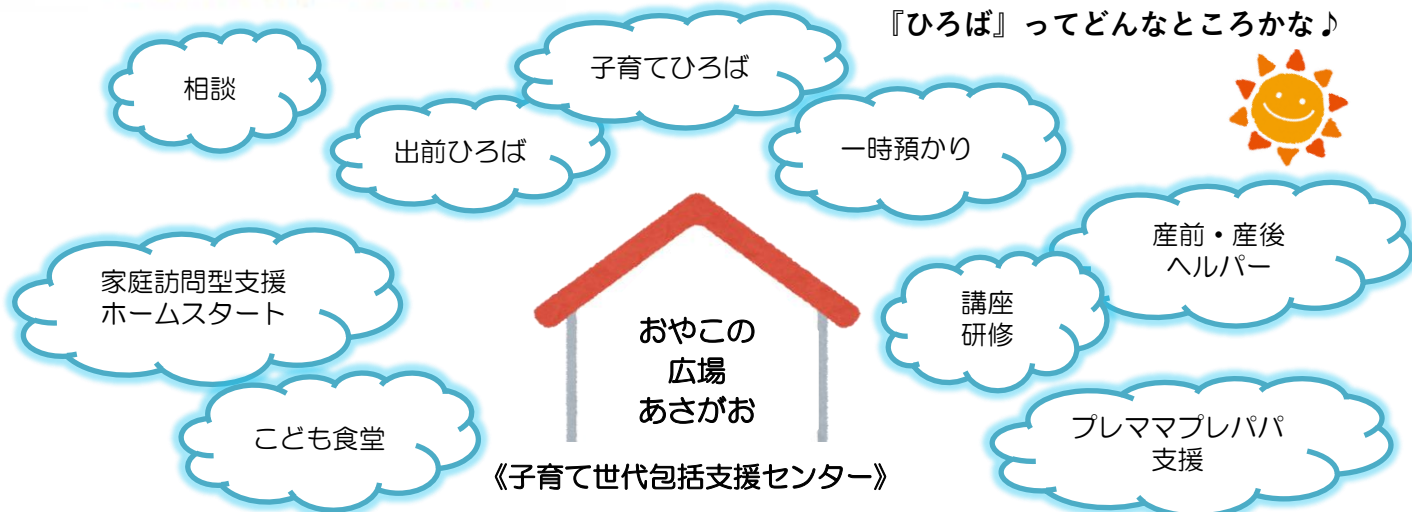 『ひろば』ってどんなところかな♪
相談
出前ひろば
子育てひろば
一時預かり
産前・産後
ヘルパー
家庭訪問型支援
ホームスタート
講座
研修
おやこの
広場
あさがお
こども食堂
プレママプレパパ
支援
《子育て世代包括支援センター》